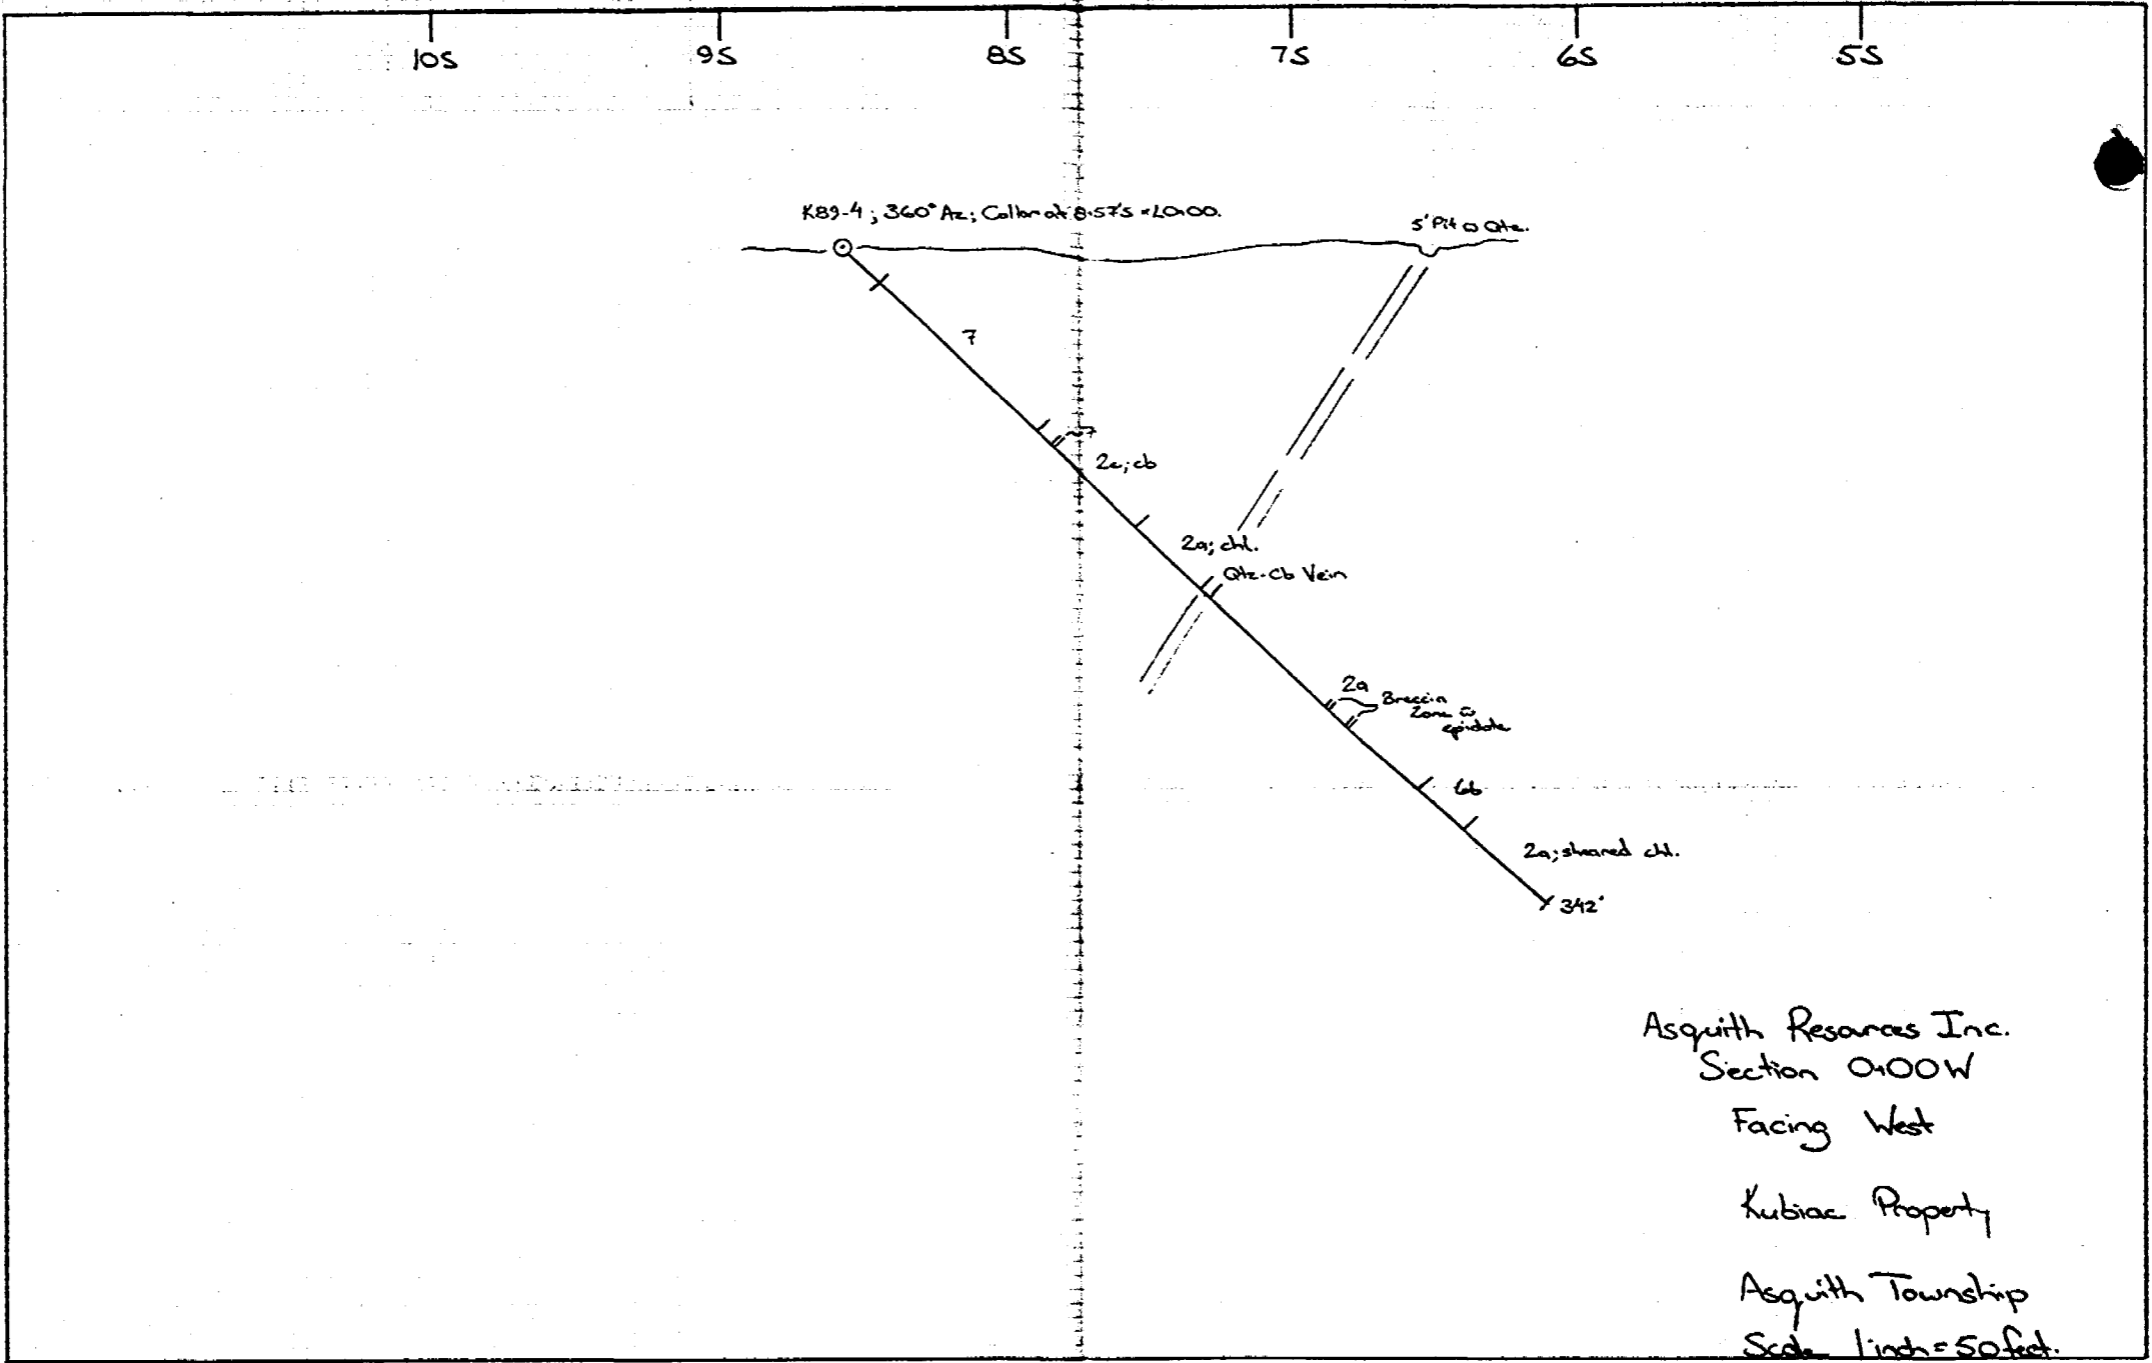 10S 9S 8S 7S 6S 5S
K89-4; 360° Az; Collar at 8+57S × L0+00.
5' Pit c̄ Qtz.
7
~7
2c; cb
2a; chl.
Qtz-Cb Vein
2a
Breccia
Zone c̄
epidote
6b
2a; sheared chl.
342'
Asquith Resources Inc.
Section 0+00W
Facing West
Kubiac Property
Asquith Township
Scale 1 inch = 50 feet.